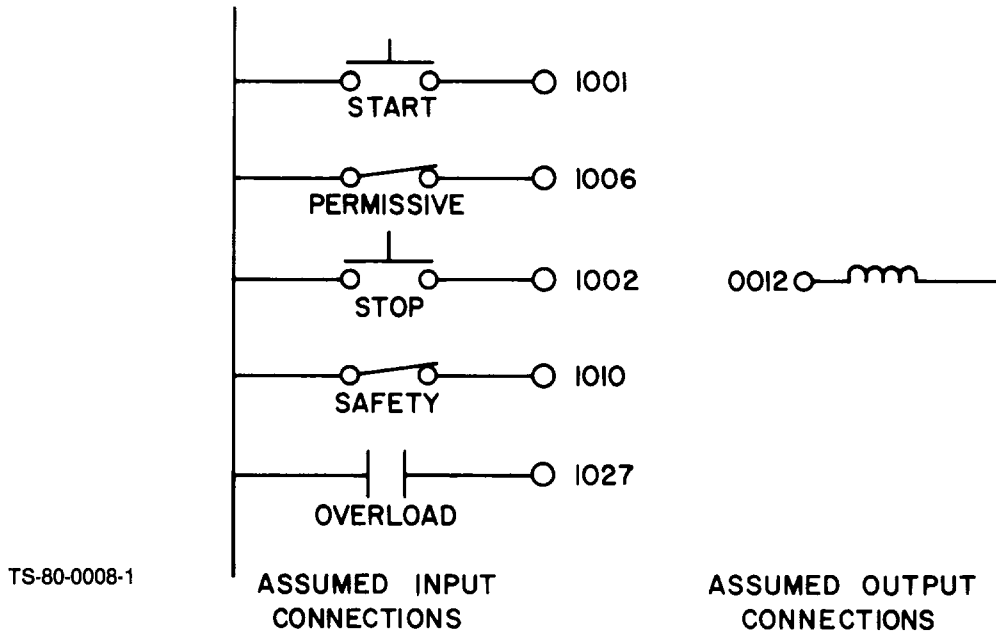 1001
START
1006
PERMISSIVE
1002
STOP
0012
1010
SAFETY
1027
OVERLOAD
TS-80-0008-1
ASSUMED INPUT
CONNECTIONS
ASSUMED OUTPUT
CONNECTIONS